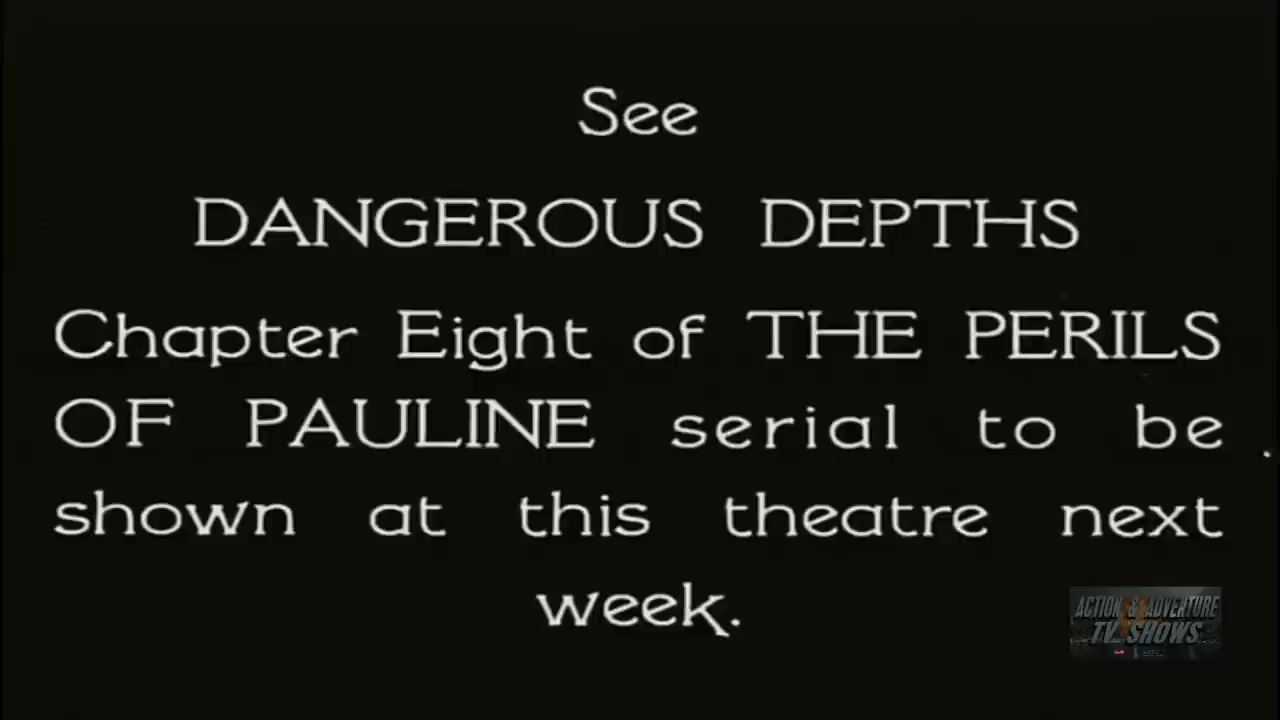 See
DANGEROUS DEPTHS
Chapter Eight of THE PERILS
OF PAULINE serial to be
shown at this theatre next
week.
ACTION & ADVENTURE
TV SHOWS